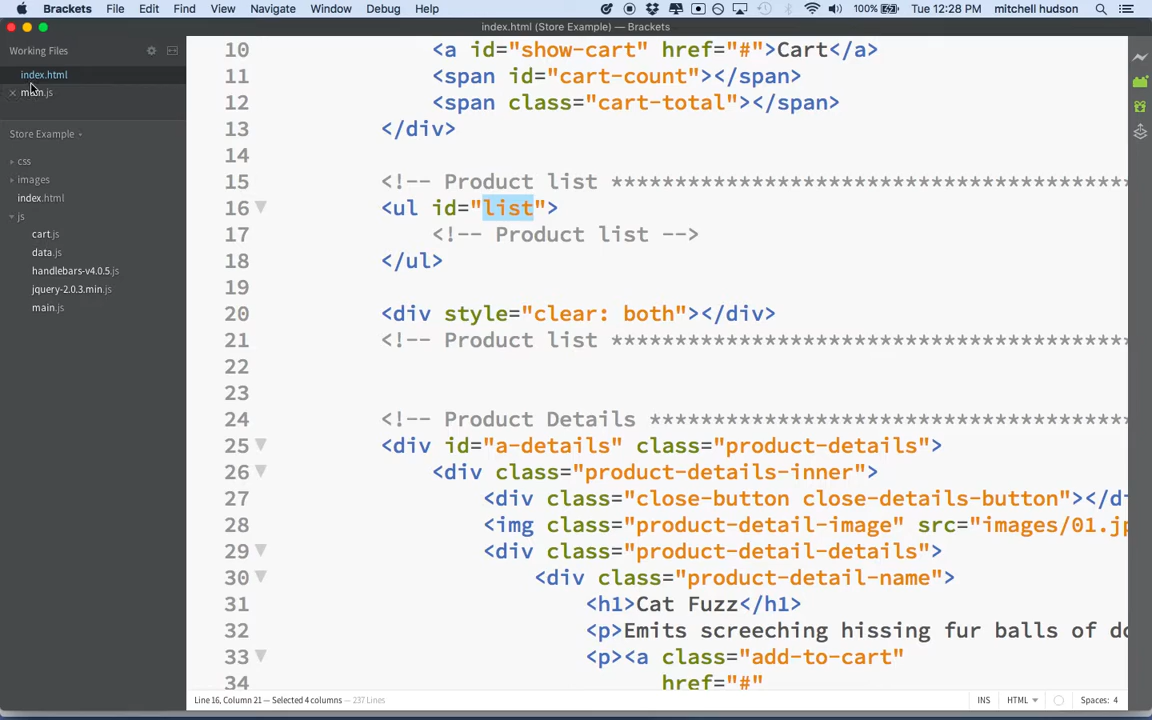 Brackets File Edit Find View Navigate Window Debug Help 100% Tue 12:28 PM mitchell hudson
index.html (Store Example) — Brackets
Working Files
index.html
main.js
Store Example
css
images
index.html
js
cart.js
data.js
handlebars-v4.0.5.js
jquery-2.0.3.min.js
main.js
10 <a id="show-cart" href="#">Cart</a>
11 <span id="cart-count"></span>
12 <span class="cart-total"></span>
13 </div>
14
15 <!-- Product list ****************************************
16 <ul id="list">
17 <!-- Product list -->
18 </ul>
19
20 <div style="clear: both"></div>
21 <!-- Product list ****************************************
22
23
24 <!-- Product Details *************************************
25 <div id="a-details" class="product-details">
26 <div class="product-details-inner">
27 <div class="close-button close-details-button"></di
28 <img class="product-detail-image" src="images/01.jp
29 <div class="product-detail-details">
30 <div class="product-detail-name">
31 <h1>Cat Fuzz</h1>
32 <p>Emits screeching hissing fur balls of do
33 <p><a class="add-to-cart"
34 href="#"
Line 16, Column 21 — Selected 4 columns — 237 Lines
INS HTML Spaces: 4